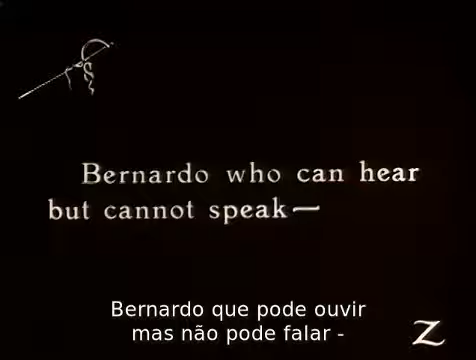 Bernardo who can hear
but cannot speak—
Bernardo que pode ouvir
mas não pode falar -
Z